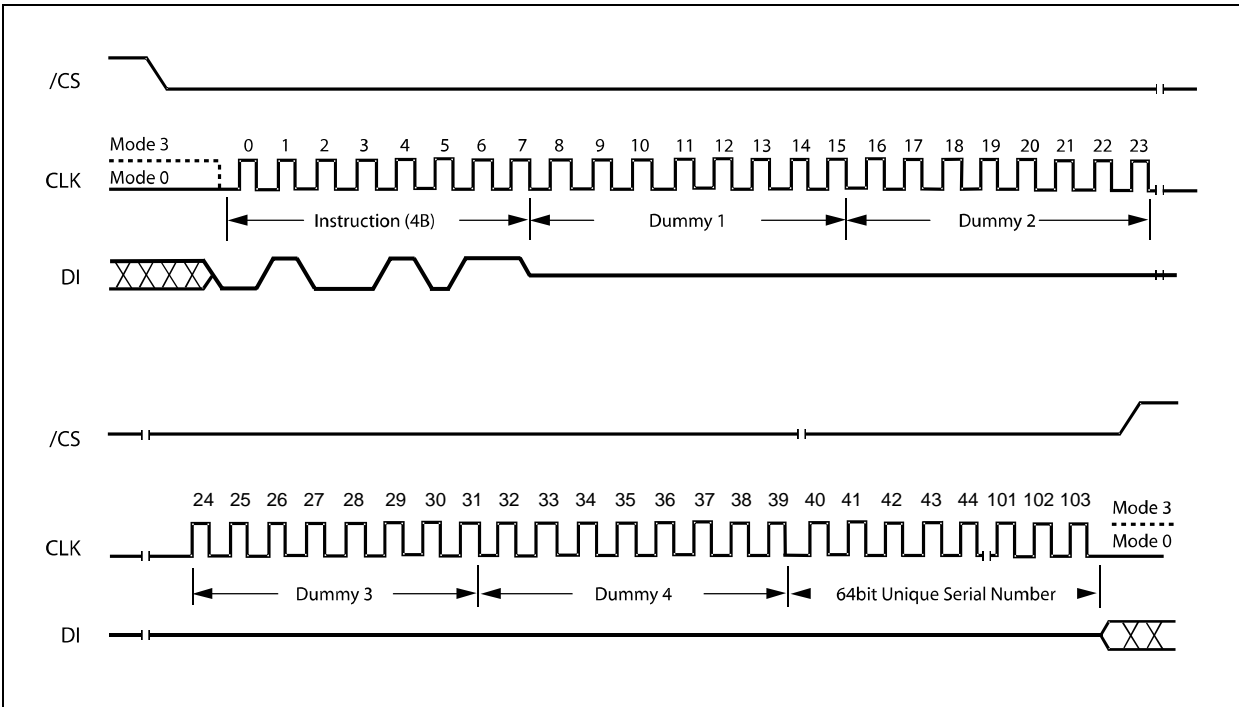 /CS
Mode 3
0 1 2 3 4 5 6 7 8 9 10 11 12 13 14 15 16 17 18 19 20 21 22 23
CLK
Mode 0
Instruction (4B)
Dummy 1
Dummy 2
DI
/CS
24 25 26 27 28 29 30 31 32 33 34 35 36 37 38 39 40 41 42 43 44 101 102 103
Mode 3
CLK
Mode 0
Dummy 3
Dummy 4
64bit Unique Serial Number
DI